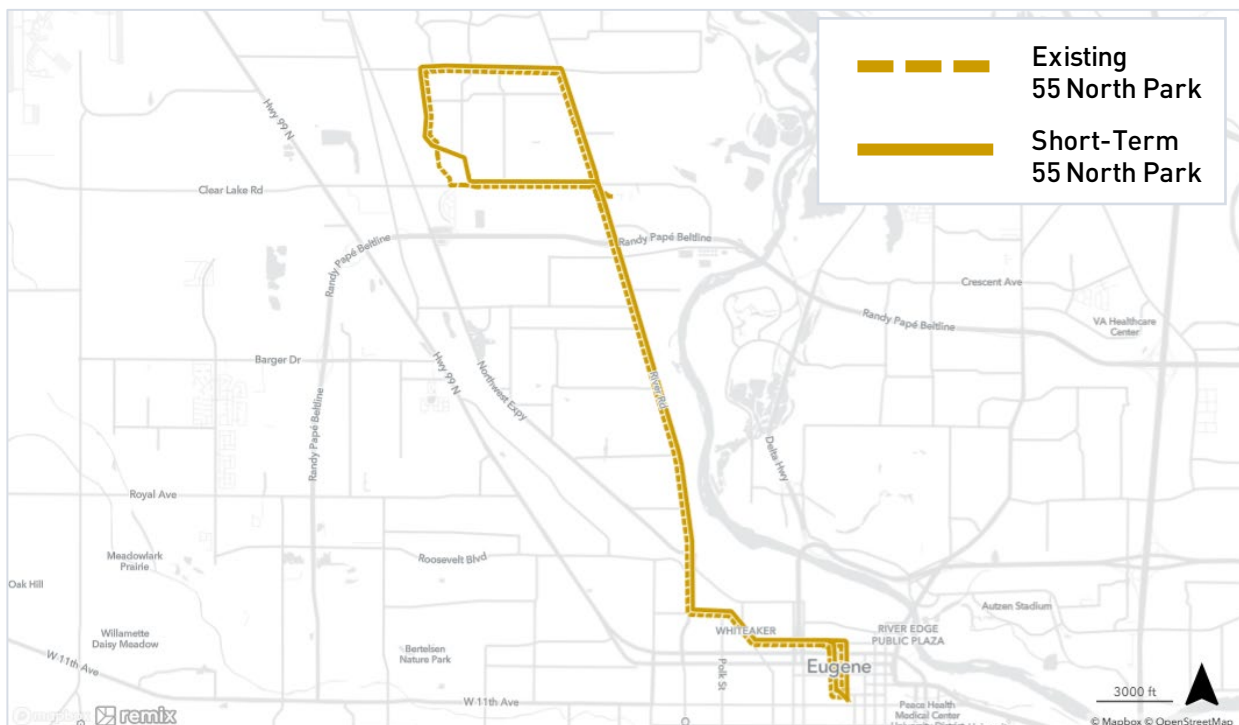 Existing
55 North Park
Short-Term
55 North Park
Hwy 99 N
Clear Lake Rd
Randy Papé Beltline
Randy Papé Beltline
Crescent Ave
Randy Papé Beltline
VA Healthcare
Center
Barger Dr
Hwy 99 N
Northwest Expy
River Rd
Randy Papé Beltline
Delta Hwy
Royal Ave
Meadowlark
Prairie
Roosevelt Blvd
Oak Hill
Autzen Stadium
Willamette
Daisy Meadow
WHITEAKER
RIVER EDGE
PUBLIC PLAZA
Bertelsen
Nature Park
W 11th Ave
Polk St
Eugene
W 11th Ave
Peace Health
Medical Center
University District
3000 ft
mapbox remix
© Mapbox © OpenStreetMap